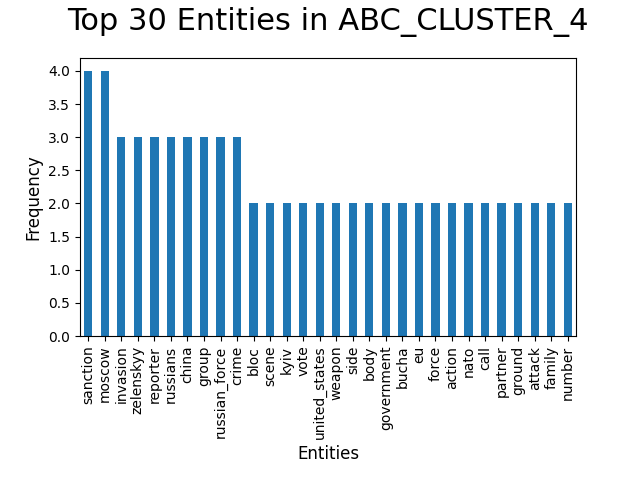 Top 30 Entities in ABC_CLUSTER_4
4.0
3.5
3.0
2.5
2.0
1.5
1.0
0.5
0.0
Frequency
sanction
moscow
invasion
zelenskyy
reporter
russians
china
group
russian_force
crime
bloc
scene
kyiv
vote
united_states
weapon
side
body
government
bucha
eu
force
action
nato
call
partner
ground
attack
family
number
Entities